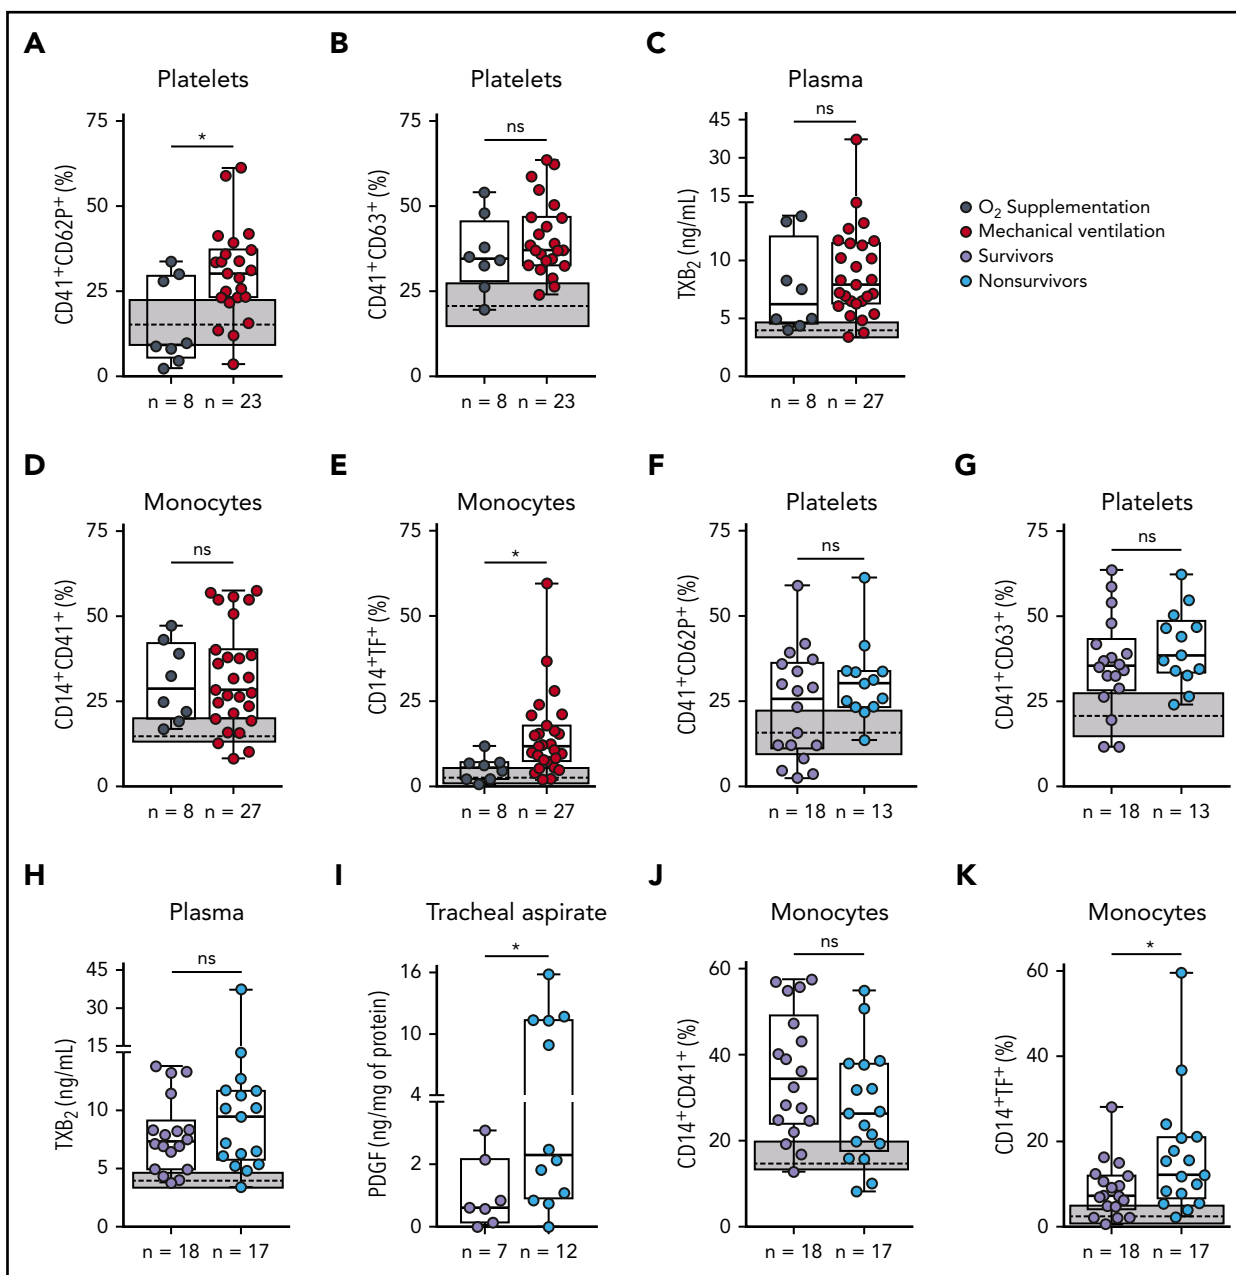 A
Platelets
CD41+CD62P+ (%)
75
50
25
0
*
n = 8 n = 23
B
Platelets
CD41+CD63+ (%)
75
50
25
0
ns
n = 8 n = 23
C
Plasma
TXB2 (ng/mL)
45
30
15
10
5
0
ns
n = 8 n = 27
O2 Supplementation
Mechanical ventilation
Survivors
Nonsurvivors
D
Monocytes
CD14+CD41+ (%)
75
50
25
0
ns
n = 8 n = 27
E
Monocytes
CD14+TF+ (%)
75
50
25
0
*
n = 8 n = 27
F
Platelets
CD41+CD62P+ (%)
75
50
25
0
ns
n = 18 n = 13
G
Platelets
CD41+CD63+ (%)
75
50
25
0
ns
n = 18 n = 13
H
Plasma
TXB2 (ng/mL)
45
30
15
10
5
0
ns
n = 18 n = 17
I
Tracheal aspirate
PDGF (ng/mg of protein)
16
10
4
2
0
*
n = 7 n = 12
J
Monocytes
CD14+CD41+ (%)
60
40
20
0
ns
n = 18 n = 17
K
Monocytes
CD14+TF+ (%)
60
40
20
0
*
n = 18 n = 17